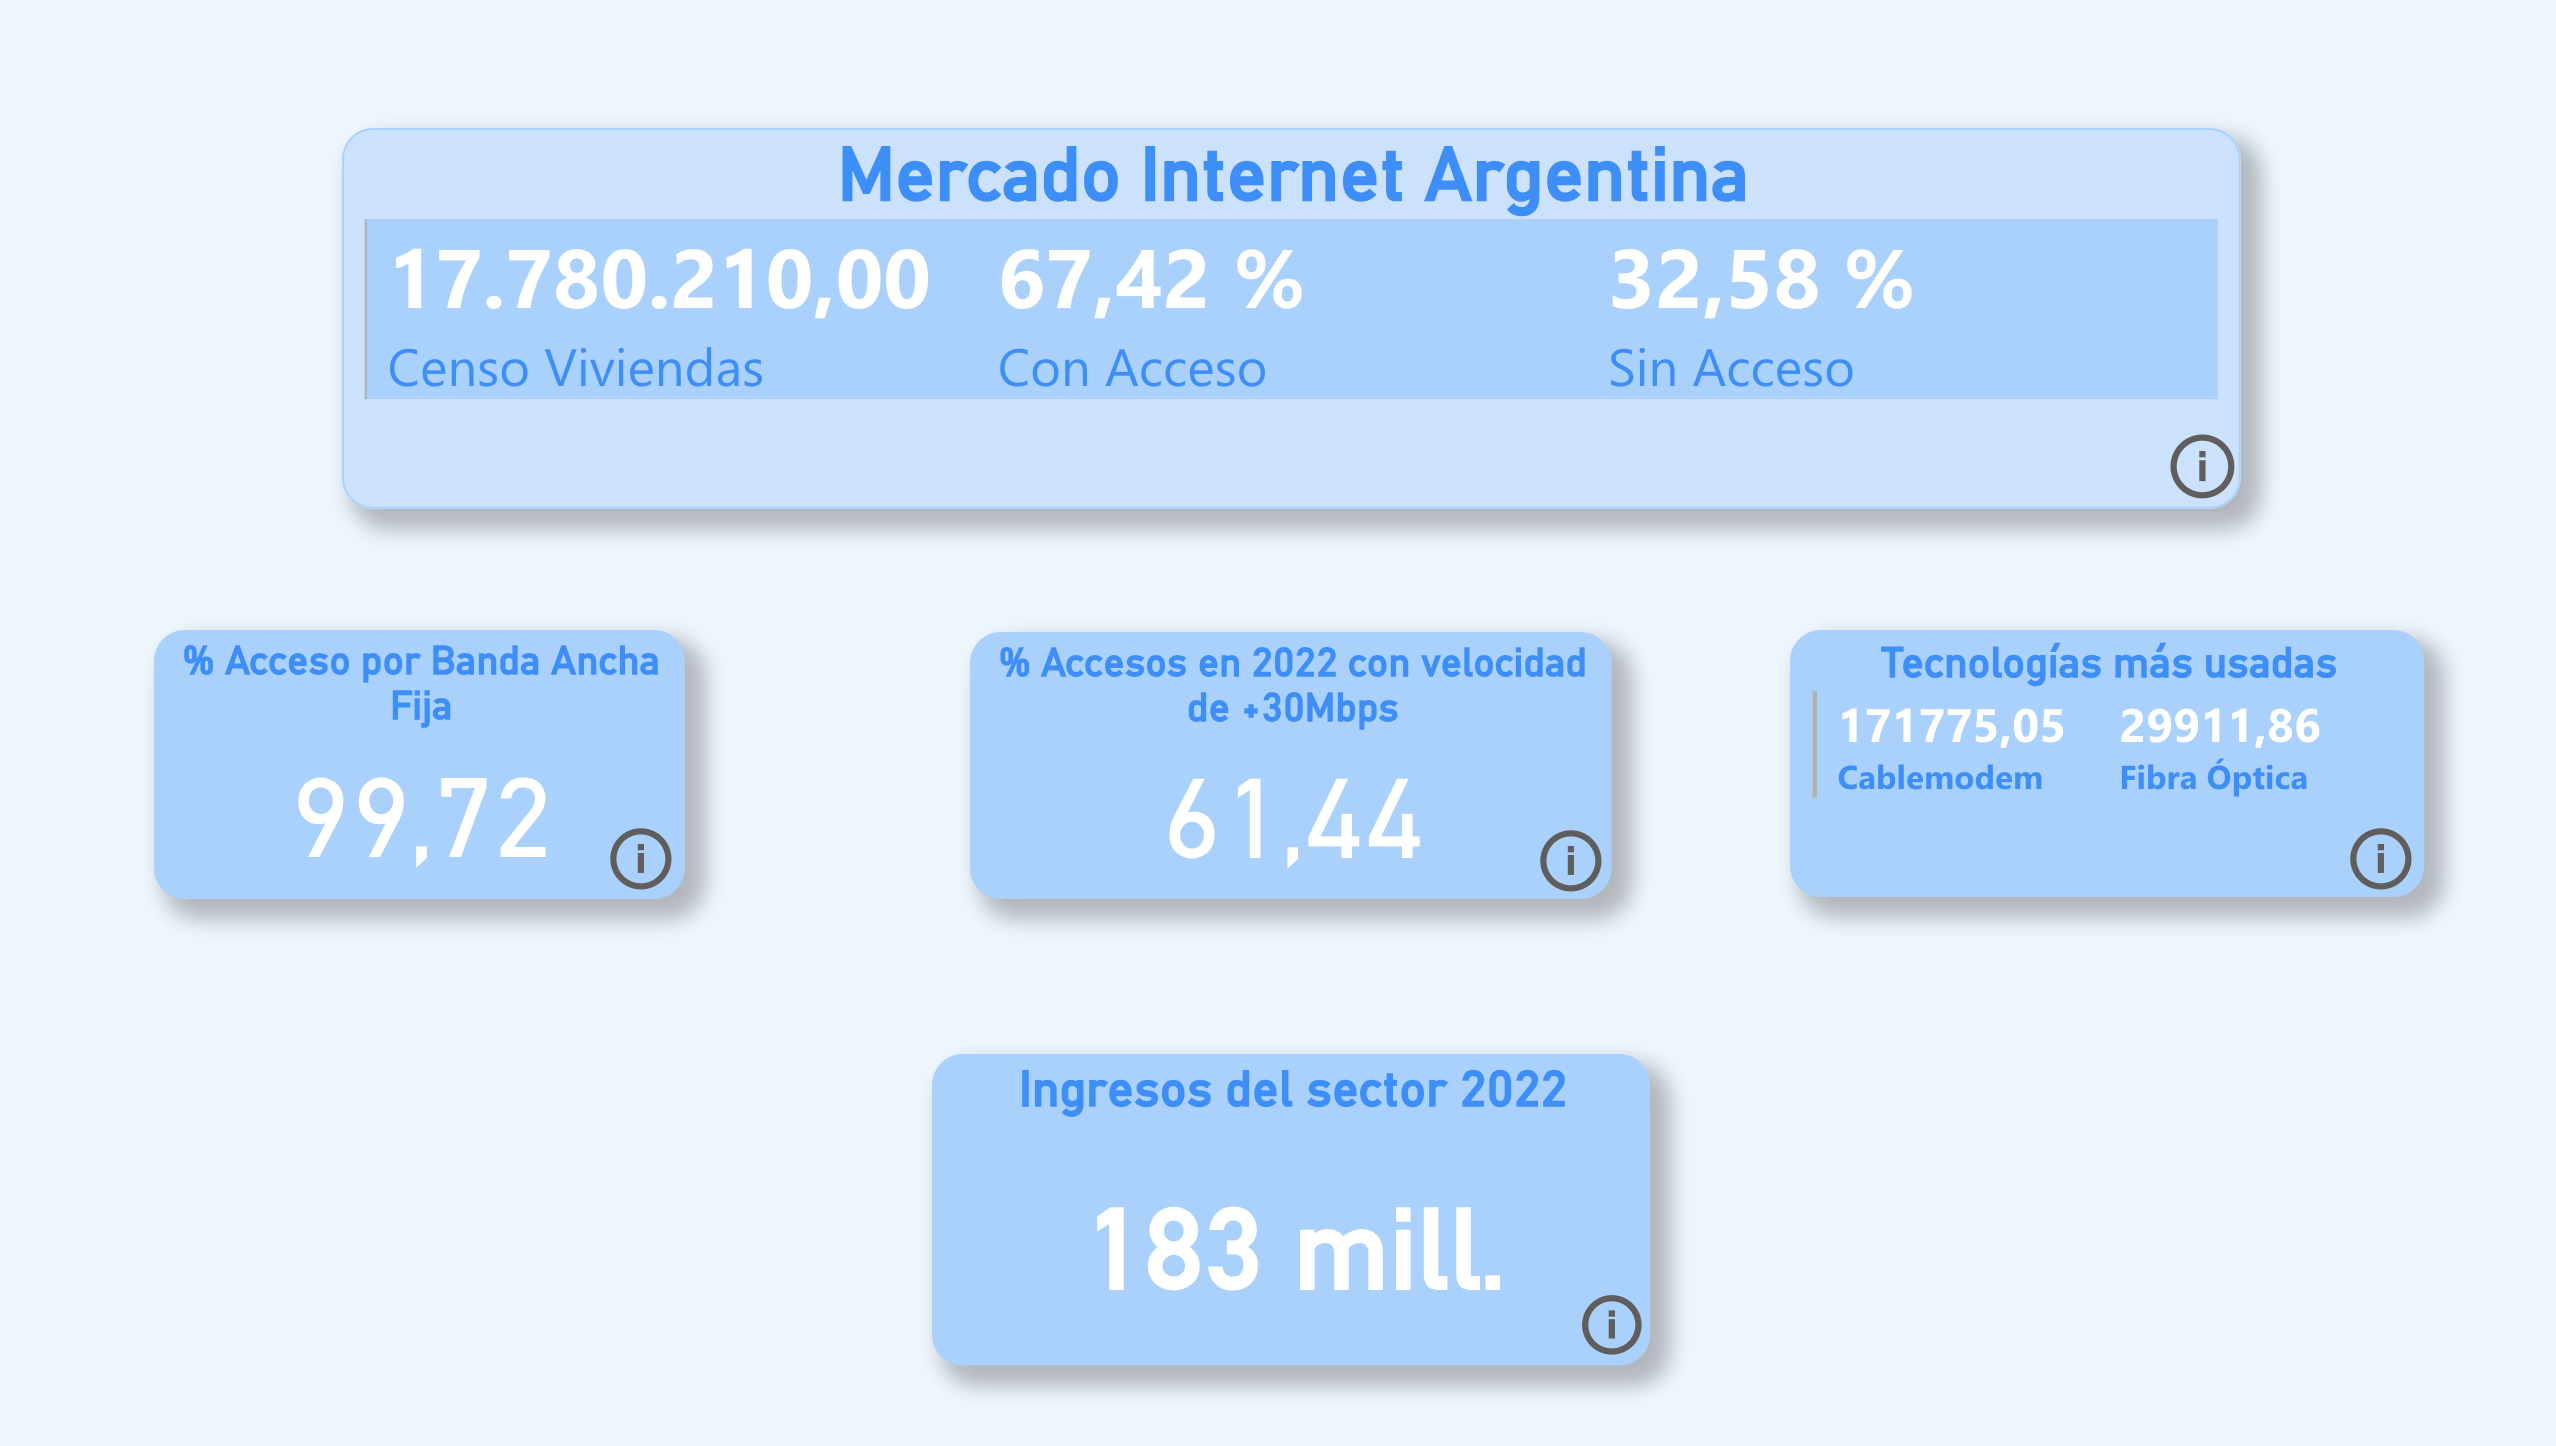 Mercado Internet Argentina
17.780.210,00 67,42 % 32,58 %
Censo Viviendas Con Acceso Sin Acceso
i
% Acceso por Banda Ancha
Fija
99,72
i
% Accesos en 2022 con velocidad
de +30Mbps
61,44
i
Tecnologías más usadas
171775,05 29911,86
Cablemodem Fibra Óptica
i
Ingresos del sector 2022
183 mill.
i